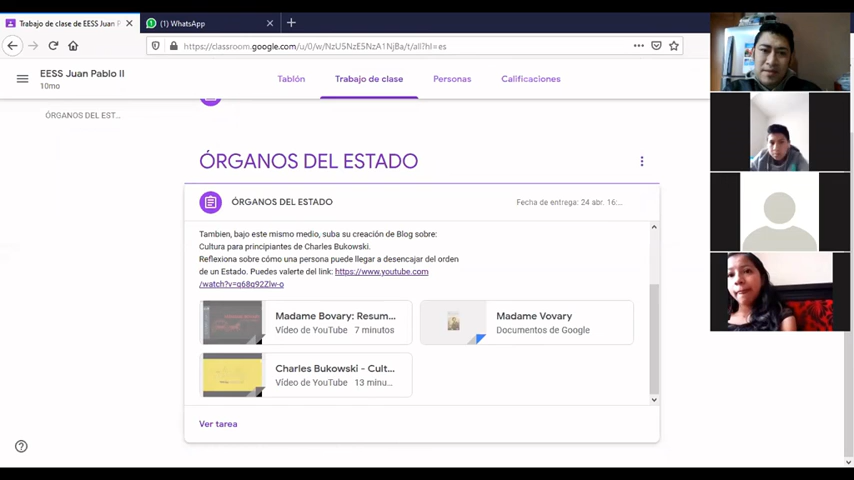 Trabajo de clase de EESS Juan P
(1) WhatsApp
https://classroom.google.com/u/0/w/NzU5NzE5NzA1NjBa/t/all?hl=es
EESS Juan Pablo II
10mo
Tablón
Trabajo de clase
Personas
Calificaciones
ÓRGANOS DEL EST...
ÓRGANOS DEL ESTADO
ÓRGANOS DEL ESTADO
Fecha de entrega: 24 abr. 16:...
Tambien, bajo este mismo medio, suba su creación de Blog sobre:
Cultura para principiantes de Charles Bukowski.
Reflexiona sobre cómo una persona puede llegar a desencajar del orden
de un Estado. Puedes valerte del link: https://www.youtube.com
/watch?v=q68q92Zlw-o
Madame Bovary: Resum...
Vídeo de YouTube 7 minutos
Madame Vovary
Documentos de Google
Charles Bukowski - Cult...
Vídeo de YouTube 13 minu...
Ver tarea